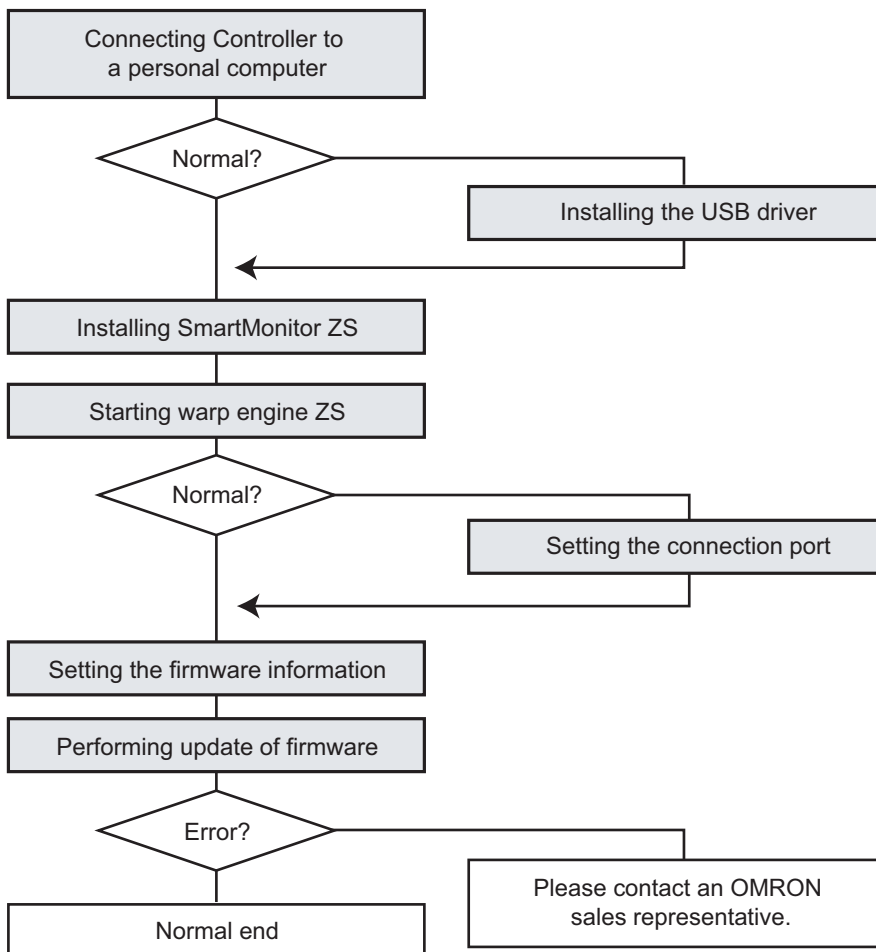 Connecting Controller to
a personal computer
Normal?
Installing the USB driver
Installing SmartMonitor ZS
Starting warp engine ZS
Normal?
Setting the connection port
Setting the firmware information
Performing update of firmware
Error?
Please contact an OMRON
sales representative.
Normal end